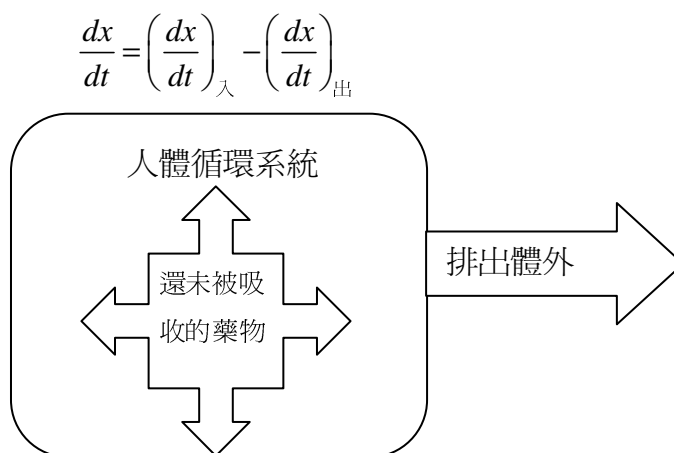 dx/dt = (dx/dt)入 − (dx/dt)出
人體循環系統
還未被吸
收的藥物
排出體外